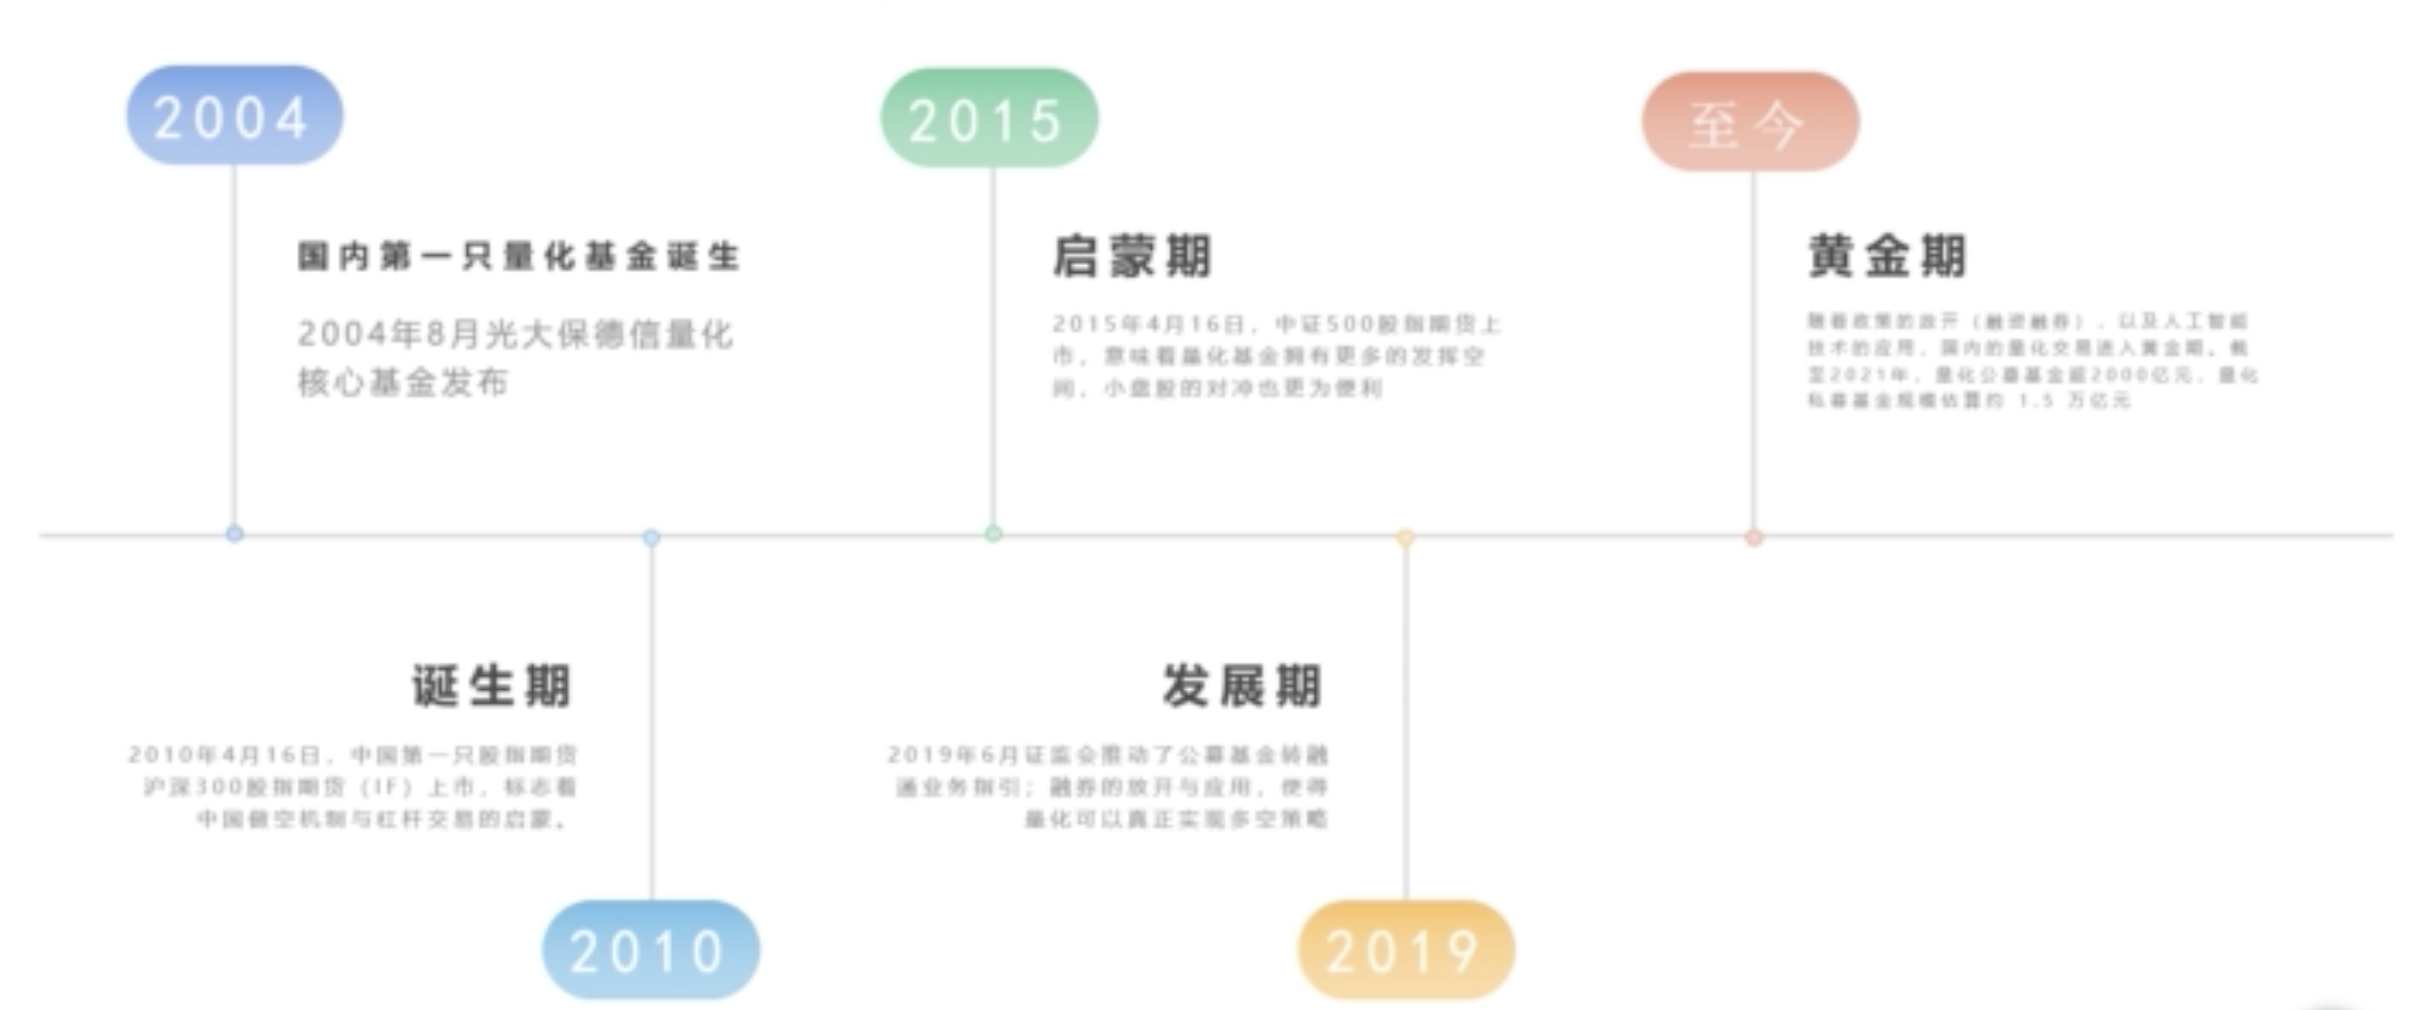 2004
国内第一只量化基金诞生
2004年8月光大保德信量化
核心基金发布
诞生期
2010年4月16日，中国第一只股指期货
沪深300股指期货（IF）上市，标志着
中国做空机制与杠杆交易的启蒙。
2010
2015
启蒙期
2015年4月16日，中证500股指期货上
市，意味着量化基金拥有更多的发挥空
间，小盘股的对冲也更为便利
发展期
2019年6月证监会推动了公募基金转融
通业务指引；融券的放开与应用，使得
量化可以真正实现多空策略
2019
至今
黄金期
随着政策的放开（融资融券），以及人工智能
技术的应用，国内的量化交易进入黄金期。截
至2021年，量化公募基金超2000亿元，量化
私募基金规模估算约 1.5 万亿元